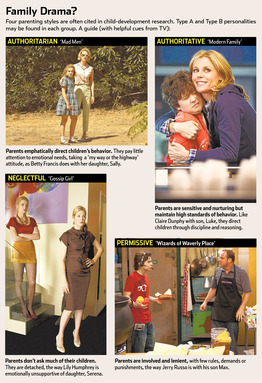 Family Drama?
Four parenting styles are often cited in child-development research. Type A and Type B personalities
may be found in each group. A guide (with helpful cues from TV):
AUTHORITARIAN 'Mad Men'
AUTHORITATIVE 'Modern Family'
Parents emphatically direct children's behavior. They pay little
attention to emotional needs, taking a 'my way or the highway'
attitude, as Betty Francis does with her daughter, Sally.
Parents are sensitive and nurturing but
maintain high standards of behavior. Like
Claire Dunphy with son, Luke, they direct
children through discipline and reasoning.
NEGLECTFUL 'Gossip Girl'
PERMISSIVE 'Wizards of Waverly Place'
Parents don't ask much of their children.
They are detached, the way Lily Humphrey is
emotionally unsupportive of daughter, Serena.
Parents are involved and lenient, with few rules, demands or
punishments, the way Jerry Russo is with his son Max.